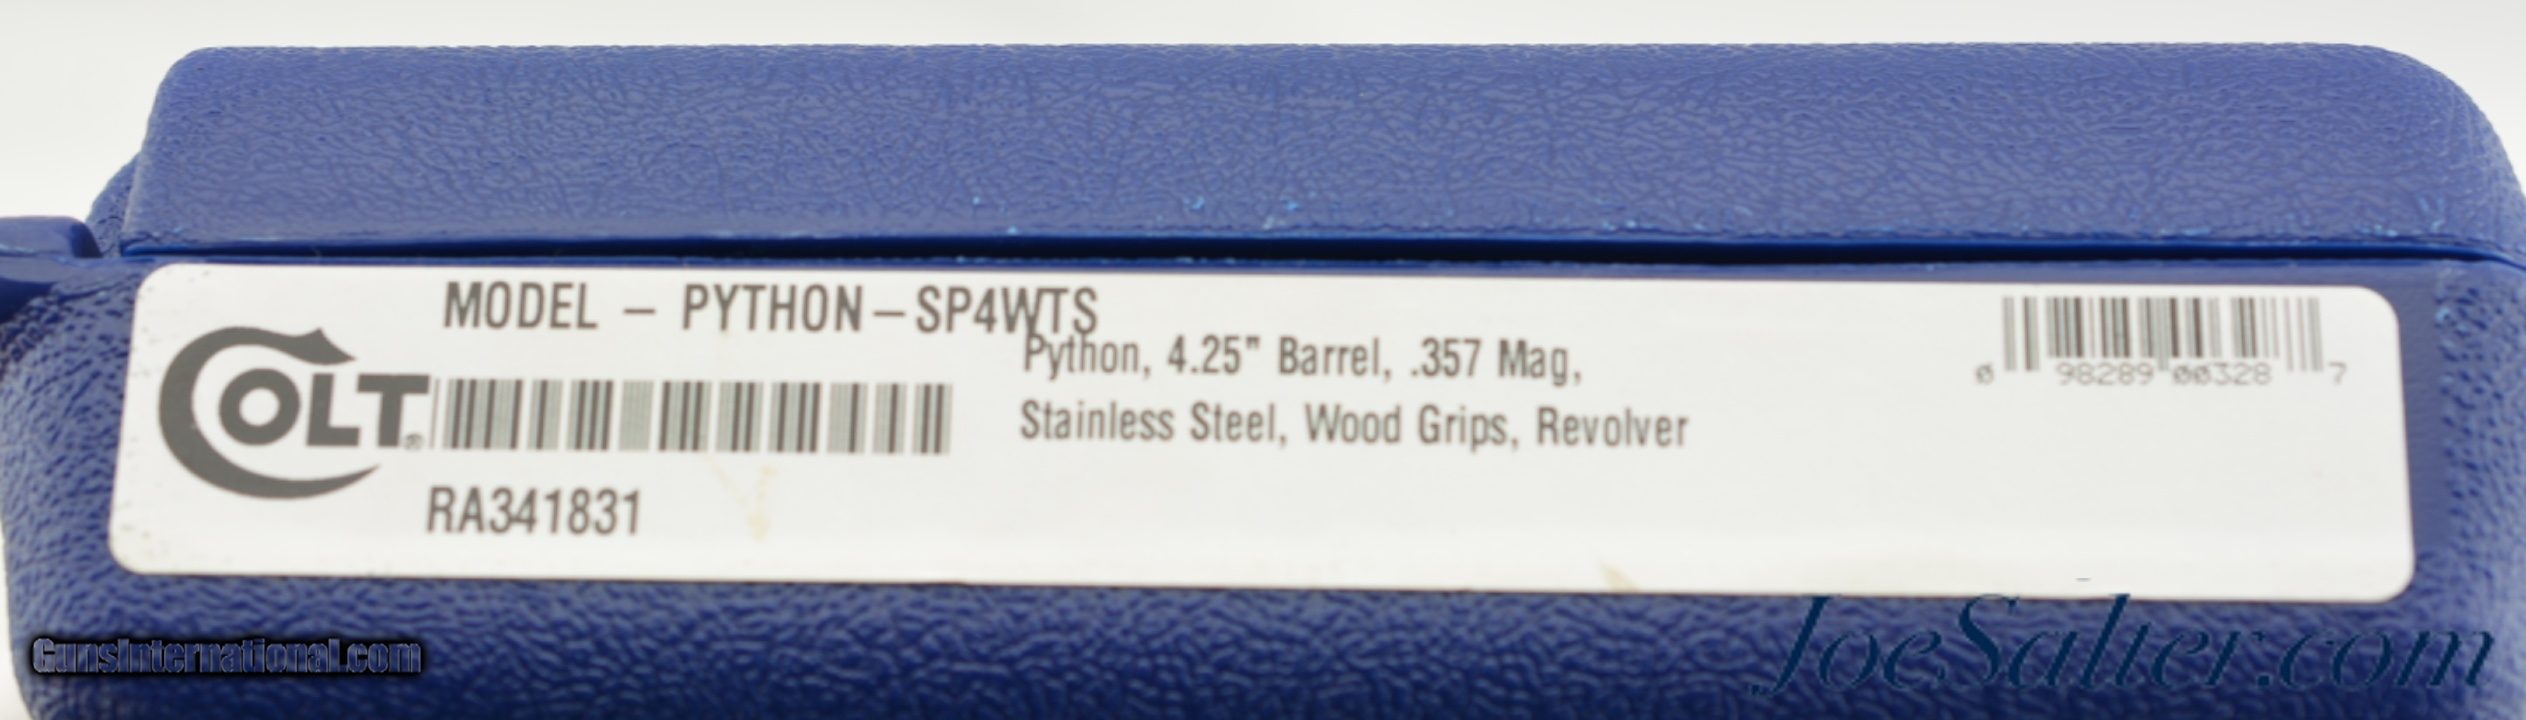 MODEL - PYTHON-SP4WTS
COLT®
Python, 4.25" Barrel, .357 Mag,
Stainless Steel, Wood Grips, Revolver
RA341831
0 98289 00328 7
GunsInternational.com
JoeSalter.com